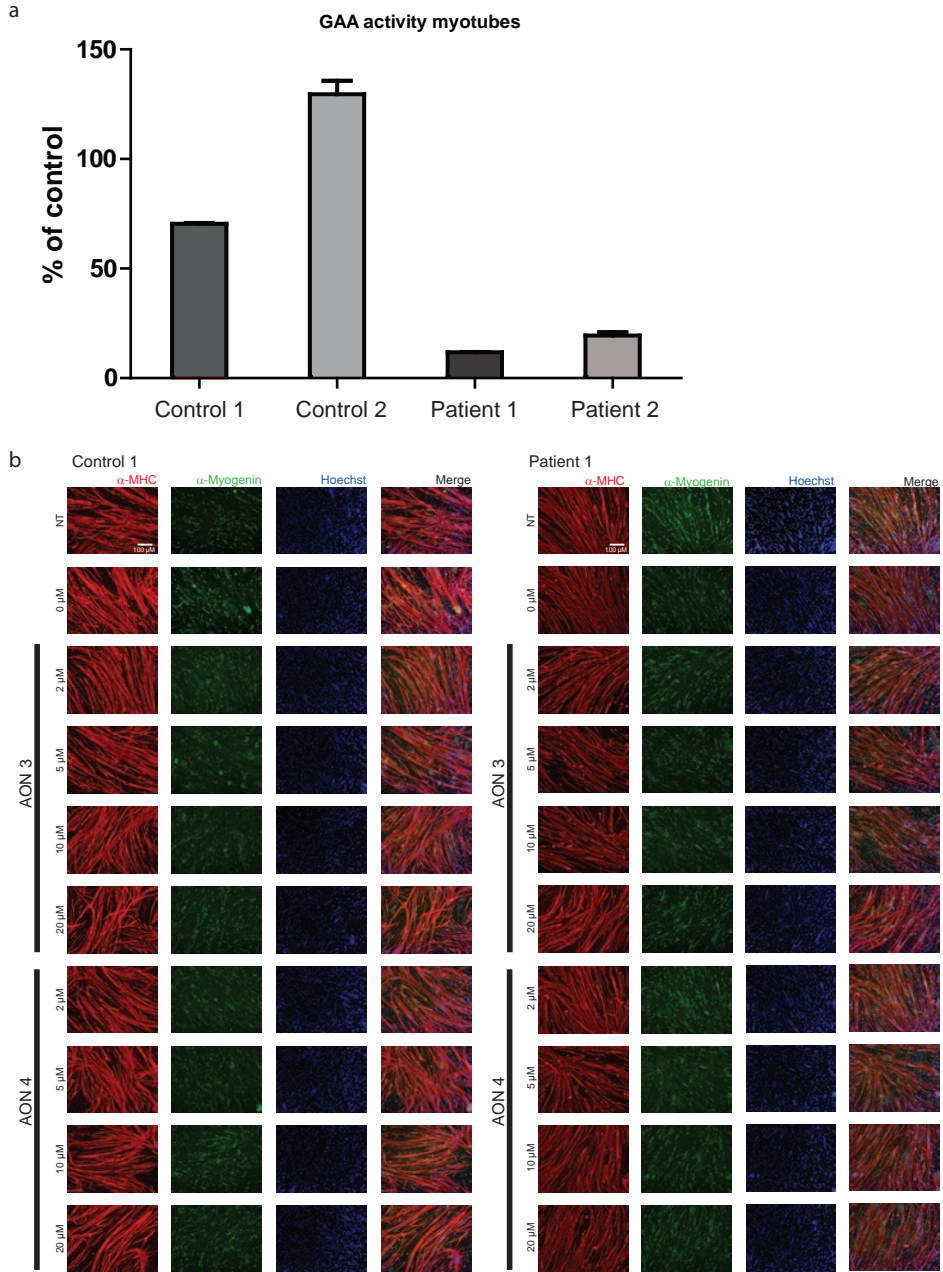 a
GAA activity myotubes
% of control
150
100
50
0
Control 1
Control 2
Patient 1
Patient 2
b
Control 1
α-MHC
α-Myogenin
Hoechst
Merge
NT
100 µM
0 µM
AON 3
2 µM
5 µM
10 µM
20 µM
AON 4
2 µM
5 µM
10 µM
20 µM
Patient 1
α-MHC
α-Myogenin
Hoechst
Merge
NT
100 µM
0 µM
AON 3
2 µM
5 µM
10 µM
20 µM
AON 4
2 µM
5 µM
10 µM
20 µM